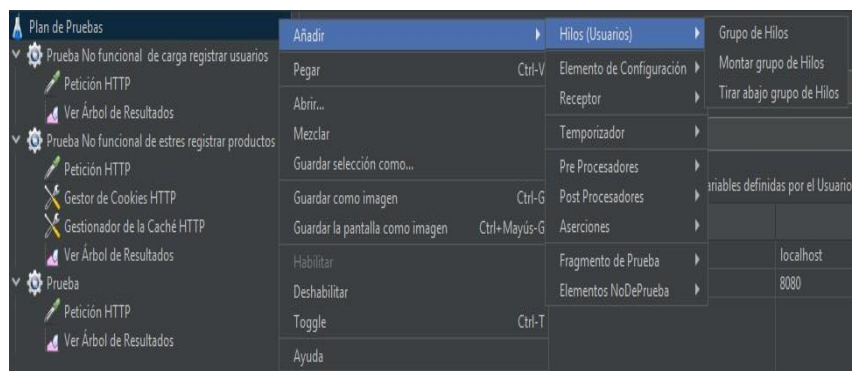 Plan de Pruebas
Prueba No funcional de carga registrar usuarios
Petición HTTP
Ver Árbol de Resultados
Prueba No funcional de estres registrar productos
Petición HTTP
Gestor de Cookies HTTP
Gestionador de la Caché HTTP
Ver Árbol de Resultados
Prueba
Petición HTTP
Ver Árbol de Resultados
Añadir
Pegar Ctrl-V
Abrir...
Mezclar
Guardar selección como...
Guardar como imagen Ctrl-G
Guardar la pantalla como imagen Ctrl+Mayús-G
Habilitar
Deshabilitar
Toggle Ctrl-T
Ayuda
Hilos (Usuarios)
Elemento de Configuración
Receptor
Temporizador
Pre Procesadores
Post Procesadores
Aserciones
Fragmento de Prueba
Elementos NoDePrueba
Grupo de Hilos
Montar grupo de Hilos
Tirar abajo grupo de Hilos
ariables definidas por el Usuario
localhost
8080